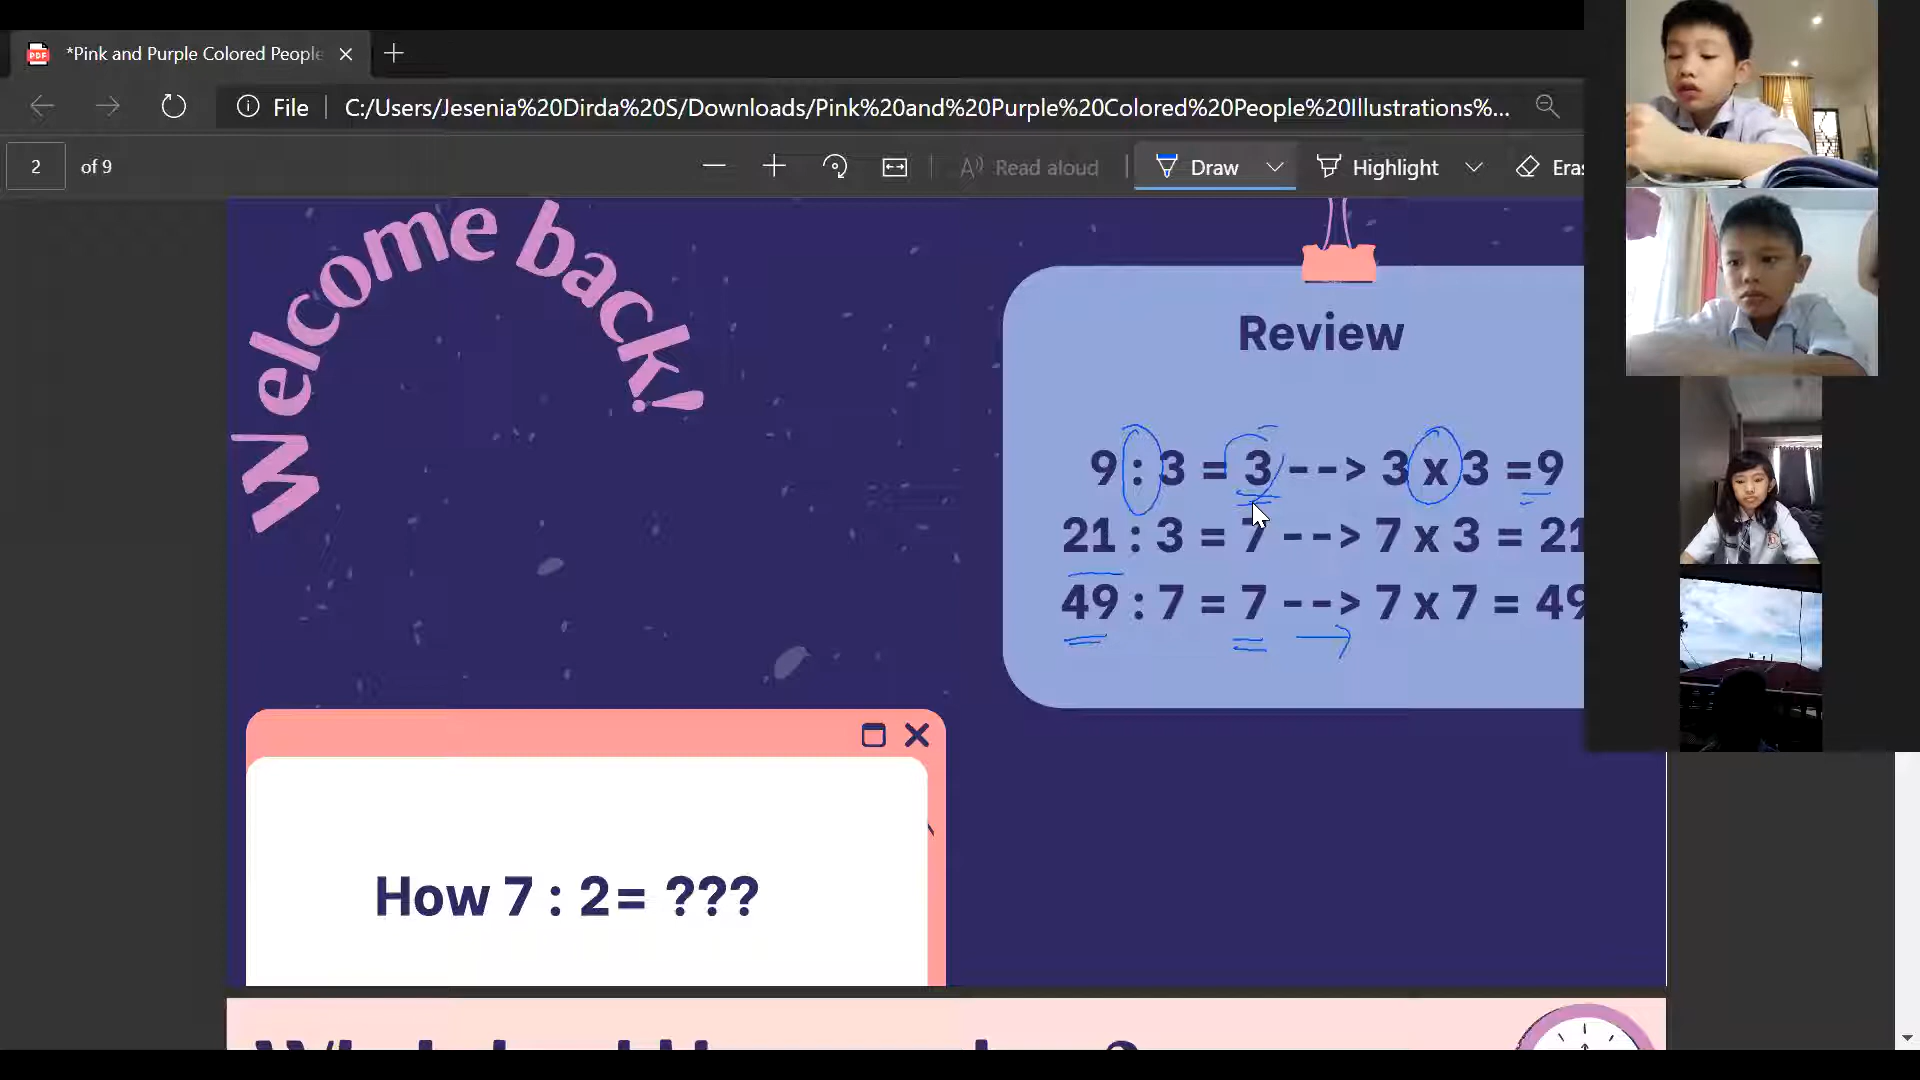 *Pink and Purple Colored People
File
C:/Users/Jesenia%20Dirda%20S/Downloads/Pink%20and%20Purple%20Colored%20People%20Illustrations%...
2 of 9
Read aloud
Draw
Highlight
Eras
Welcome back!
Review
9 : 3 = 3 --> 3 x 3 =9
21 : 3 = 7 --> 7 x 3 = 21
49 : 7 = 7 --> 7 x 7 = 49
How 7 : 2= ???